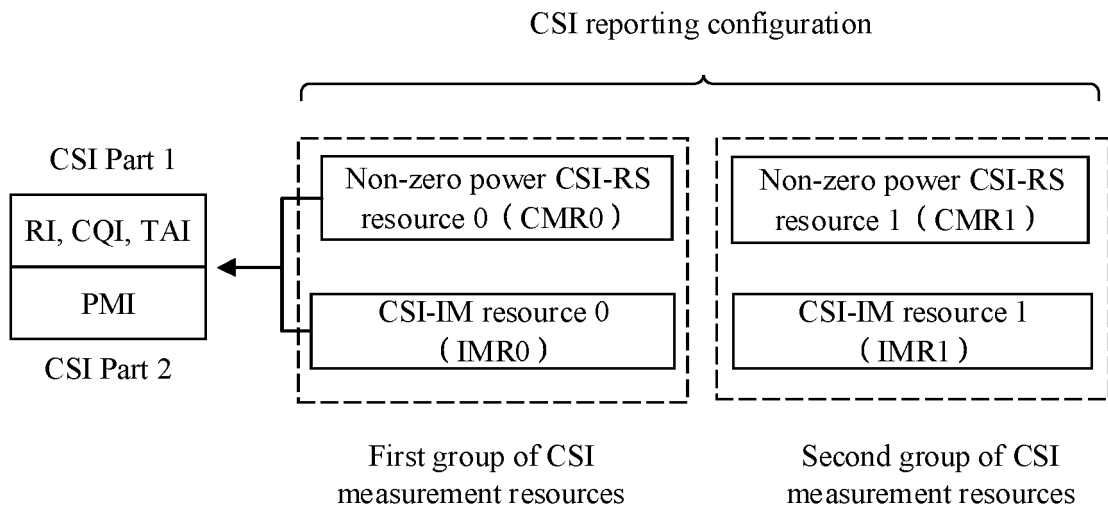 CSI reporting configuration
CSI Part 1
RI, CQI, TAI
PMI
CSI Part 2
Non-zero power CSI-RS
resource 0（CMR0）
CSI-IM resource 0
（IMR0）
First group of CSI
measurement resources
Non-zero power CSI-RS
resource 1（CMR1）
CSI-IM resource 1
（IMR1）
Second group of CSI
measurement resources